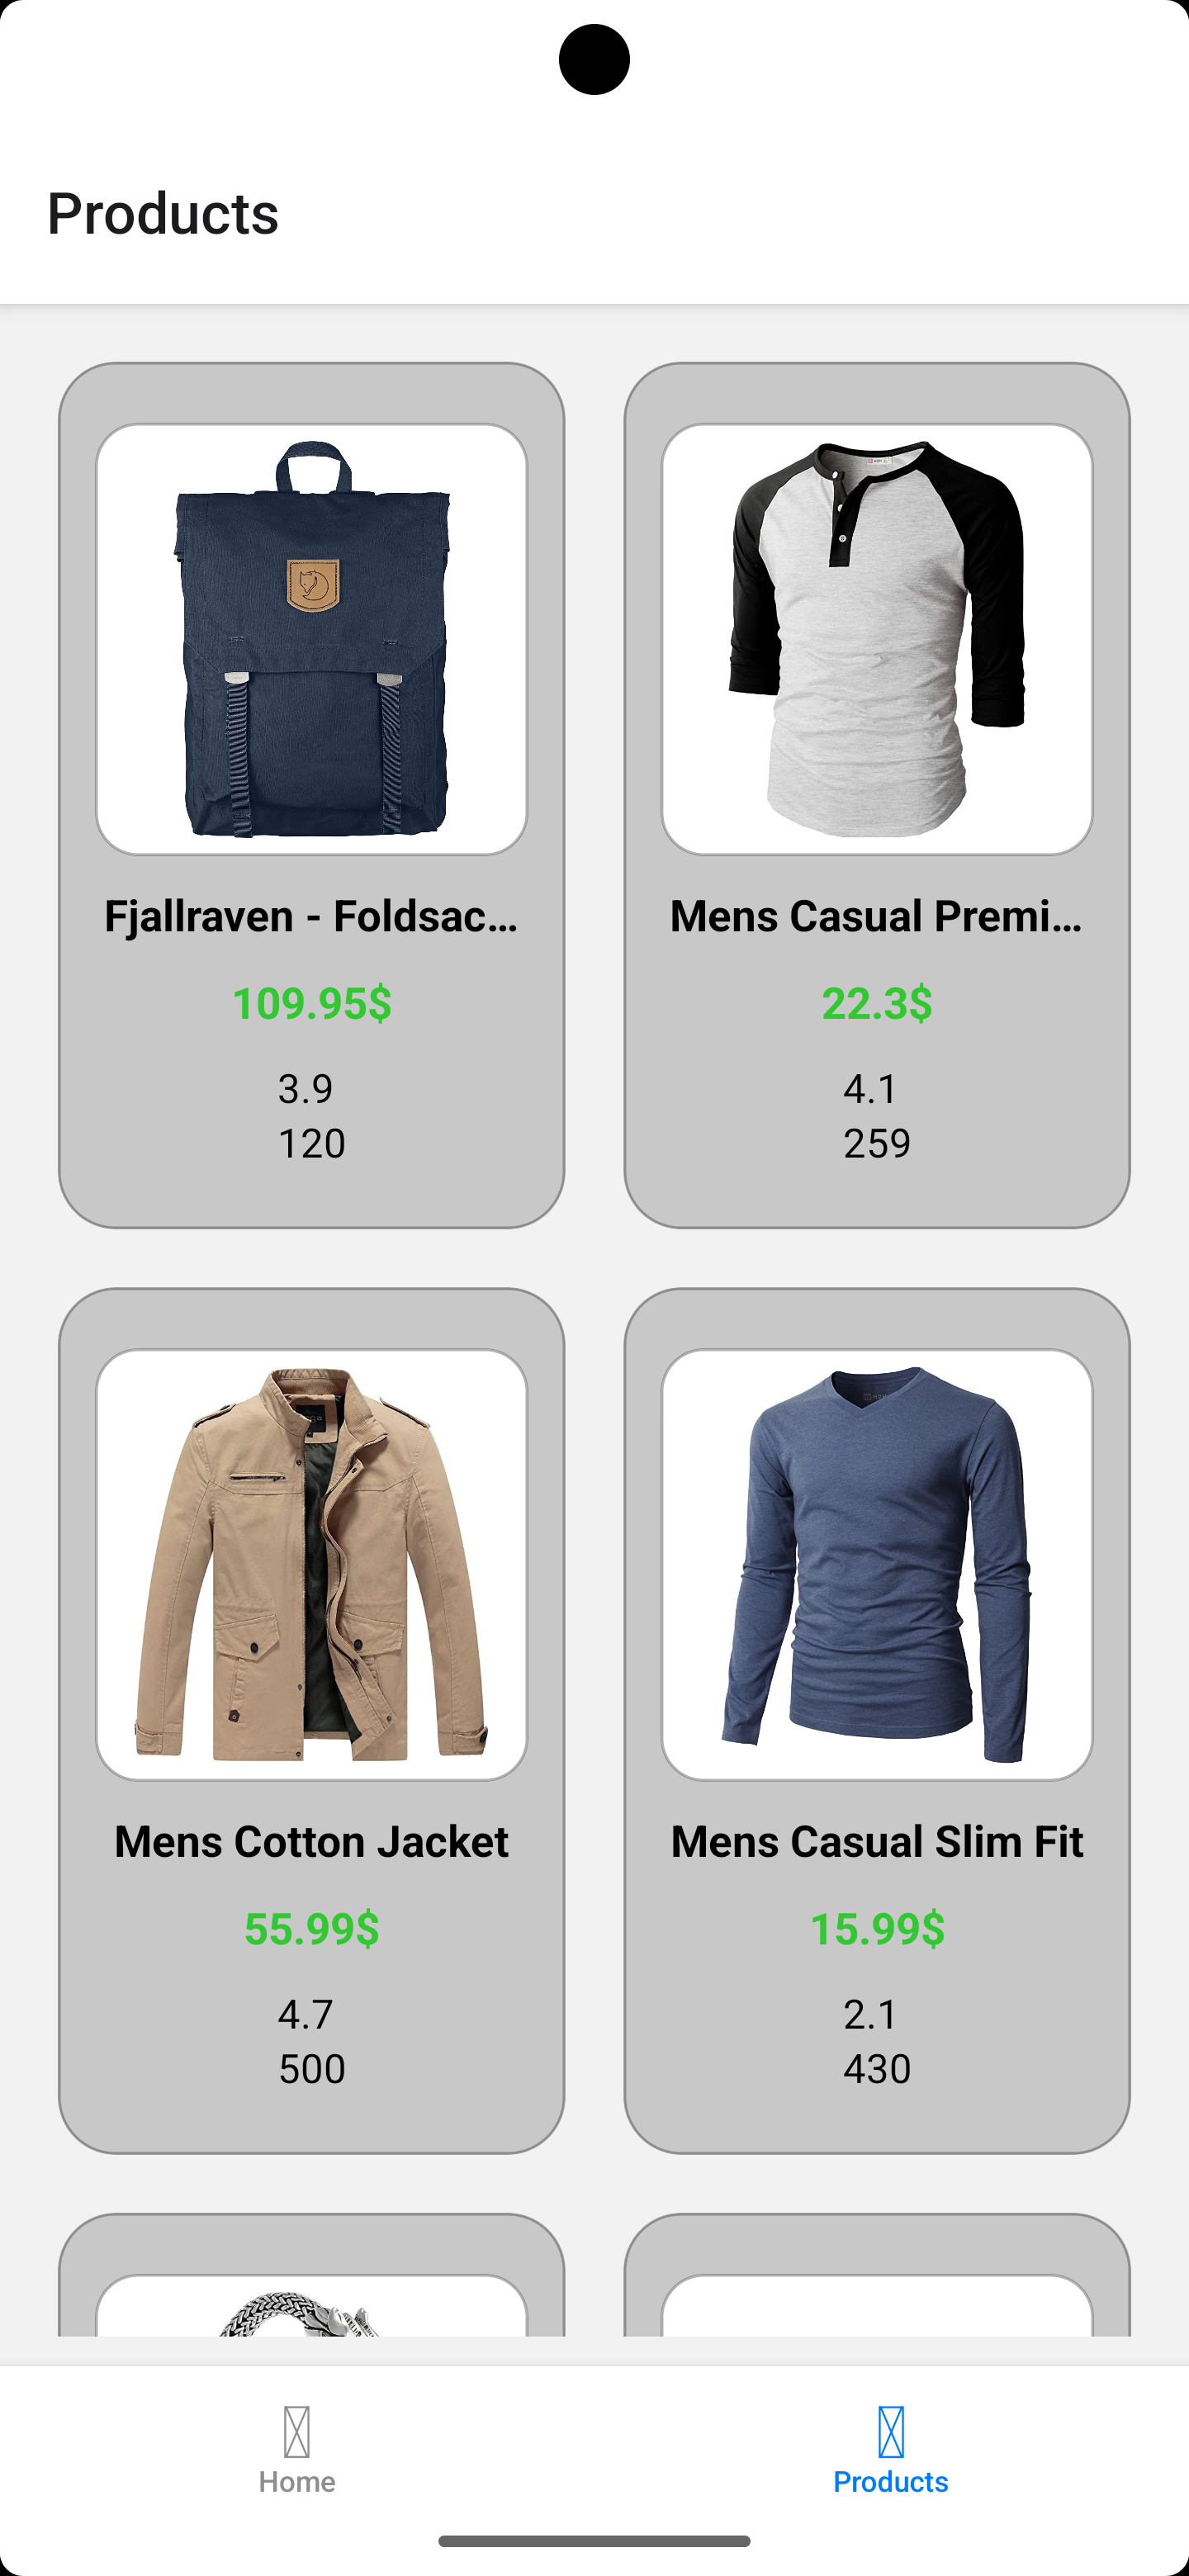 Products
Fjallraven - Foldsac...
Mens Casual Premi...
109.95$
22.3$
3.9
120
4.1
259
Mens Cotton Jacket
Mens Casual Slim Fit
55.99$
15.99$
4.7
500
2.1
430
Home
Products